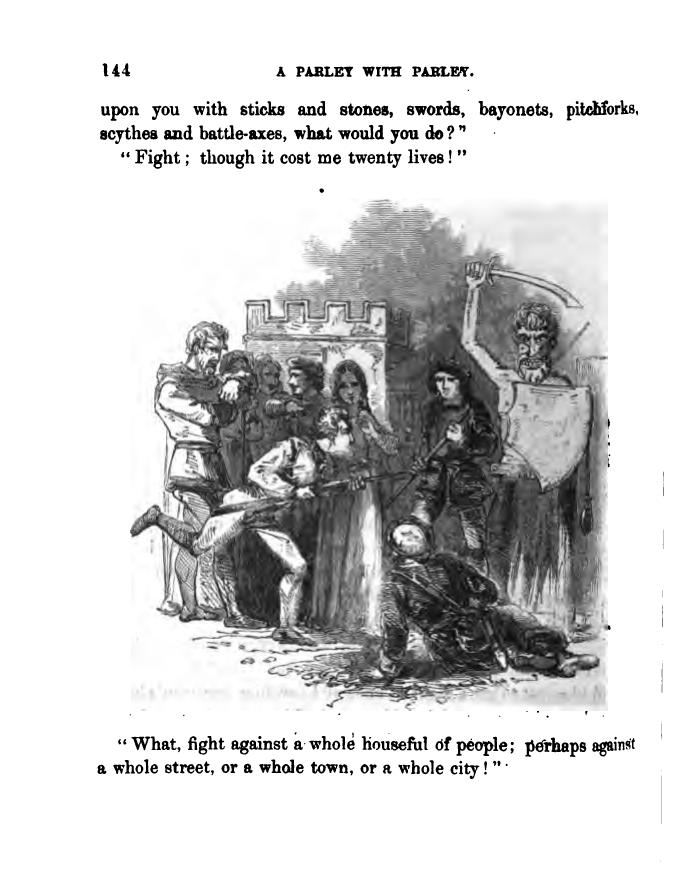 144 A PARLEY WITH PARLEY.
upon you with sticks and stones, swords, bayonets, pitchforks,
scythes and battle-axes, what would you do?"
"Fight; though it cost me twenty lives!"
"What, fight against a whole houseful of people; perhaps against
a whole street, or a whole town, or a whole city!"